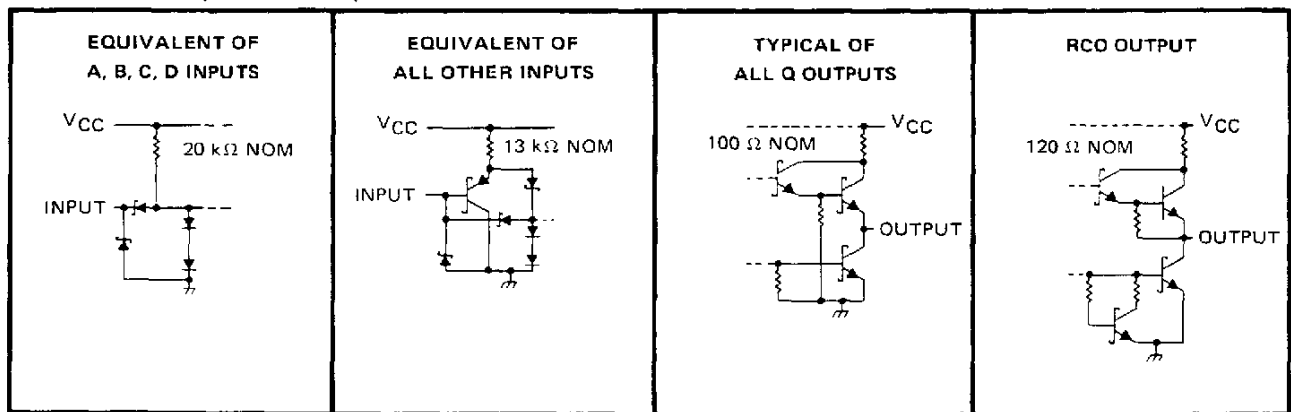 EQUIVALENT OF
A, B, C, D INPUTS
VCC
20 kΩ NOM
INPUT
EQUIVALENT OF
ALL OTHER INPUTS
VCC
13 kΩ NOM
INPUT
TYPICAL OF
ALL Q OUTPUTS
VCC
100 Ω NOM
OUTPUT
RCO OUTPUT
VCC
120 Ω NOM
OUTPUT